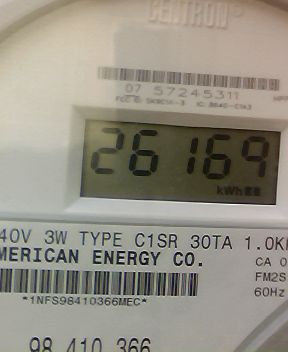 CENTRON
07 57245311
26169
kWh
40V 3W TYPE C1SR 30TA 1.0K
MERICAN ENERGY CO.
CA 0
FM2S
*1NFS98410366MEC*
60Hz
98 410 366